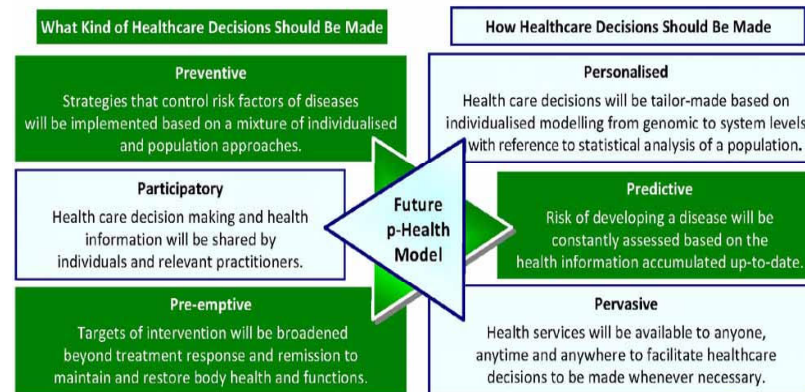 What Kind of Healthcare Decisions Should Be Made
How Healthcare Decisions Should Be Made
Preventive
Strategies that control risk factors of diseases
will be implemented based on a mixture of individualised
and population approaches.
Personalised
Health care decisions will be tailor-made based on
individualised modelling from genomic to system levels
with reference to statistical analysis of a population.
Participatory
Health care decision making and health
information will be shared by
individuals and relevant practitioners.
Future
p-Health
Model
Predictive
Risk of developing a disease will be
constantly assessed based on the
health information accumulated up-to-date.
Pre-emptive
Targets of intervention will be broadened
beyond treatment response and remission to
maintain and restore body health and functions.
Pervasive
Health services will be available to anyone,
anytime and anywhere to facilitate healthcare
decisions to be made whenever necessary.